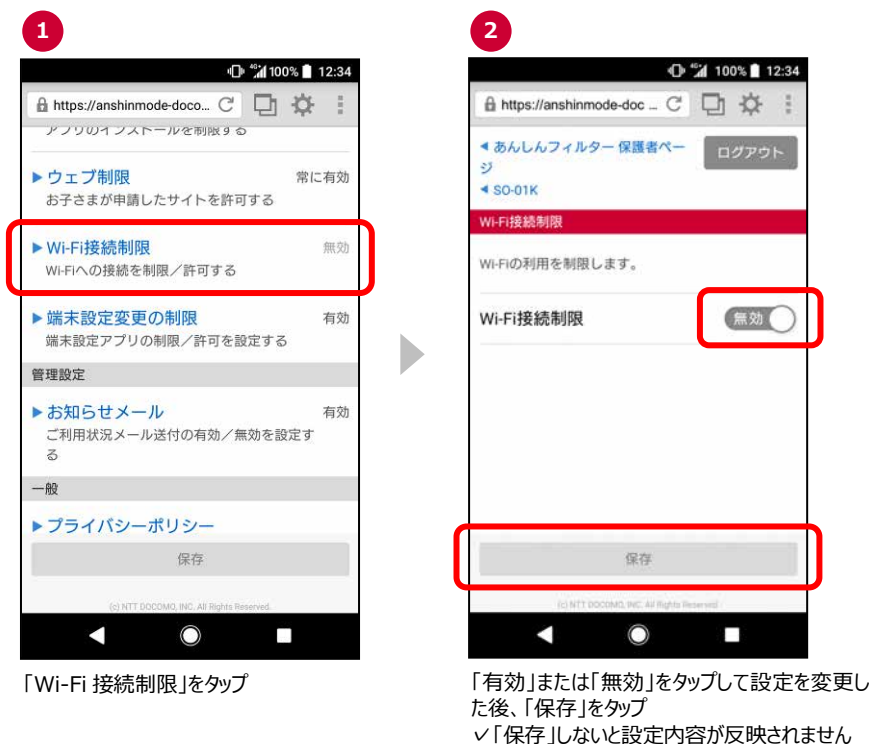 1
4G 100% 12:34
https://anshinmode-doco...
アプリのインストールを制限する
▶ウェブ制限 常に有効
お子さまが申請したサイトを許可する
▶Wi-Fi接続制限 無効
Wi-Fiへの接続を制限／許可する
▶端末設定変更の制限 有効
端末設定アプリの制限／許可を設定する
管理設定
▶お知らせメール 有効
ご利用状況メール送付の有効／無効を設定す
る
一般
▶プライバシーポリシー
保存
(c) NTT DOCOMO, INC. All Rights Reserved.
「Wi-Fi 接続制限」をタップ
2
4G 100% 12:34
https://anshinmode-doc ...
◀ あんしんフィルター 保護者ペー
ジ
ログアウト
◀ SO-01K
Wi-Fi接続制限
Wi-Fiの利用を制限します。
Wi-Fi接続制限 無効
保存
(c) NTT DOCOMO, INC. All Rights Reserved.
「有効」または「無効」をタップして設定を変更し
た後、「保存」をタップ
✓「保存」しないと設定内容が反映されません